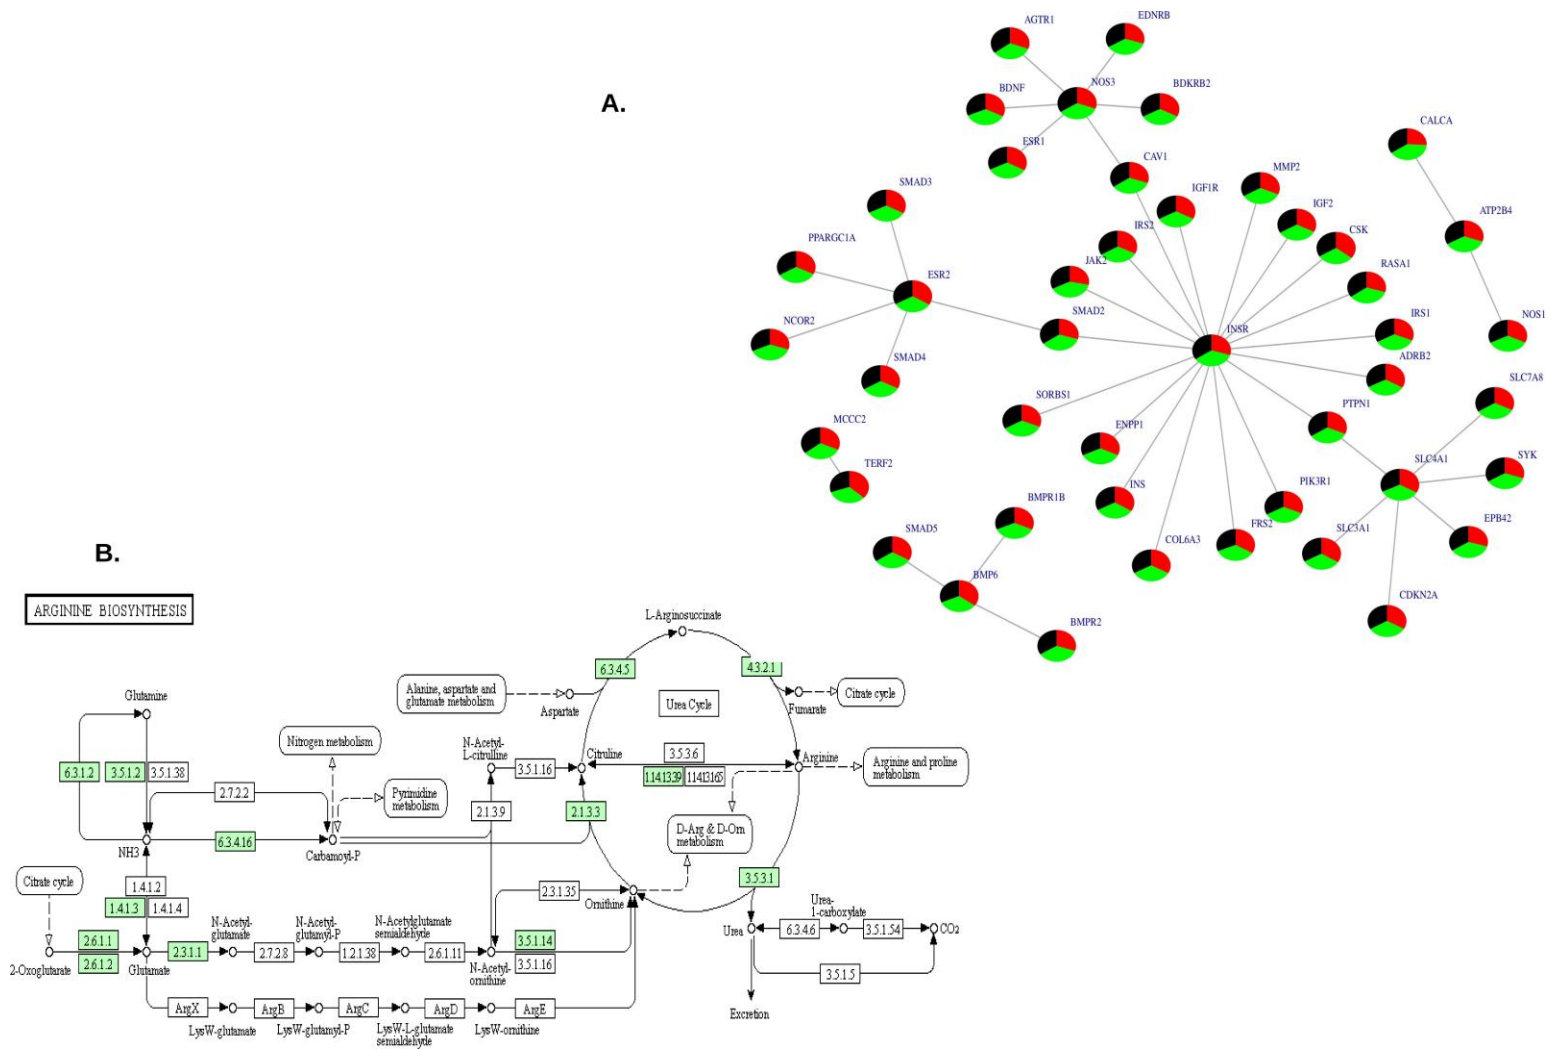 A.
AGTR1
EDNRB
NOS3
BDNF
BDKRB2
ESR1
CAV1
CALCA
SMAD3
IGF1R
MMP2
IGF2
ATP2B4
PPARGC1A
IRS2
CSK
JAK2
RASA1
ESR2
NCOR2
SMAD2
INSR
IRS1
NOS1
SMAD4
ADRB2
SLC7A8
SORBS1
PTPN1
MCCC2
ENPP1
SLC4A1
SYK
TERF2
INS
PIK3R1
BMPR1B
FRS2
SLC3A1
EPB42
SMAD5
COL6A3
BMP6
CDKN2A
BMPR2
B.
ARGININE BIOSYNTHESIS
L-Arginosuccinate
6.3.4.5
4.3.2.1
Alanine, aspartate and
glutamate metabolism
Aspartate
Urea Cycle
Fumarate
Citrate cycle
Glutamine
Nitrogen metabolism
N-Acetyl-
L-citrulline
Citruline
3.5.3.6
Arginine
Arginine and proline
metabolism
6.3.1.2
3.5.1.2
3.5.1.38
3.5.1.16
1.14.13.39
1.14.13.165
2.7.2.2
Pyrimidine
metabolism
2.1.3.9
2.1.3.3
D-Arg & D-Orn
metabolism
NH3
6.3.4.16
Carbamoyl-P
Citrate cycle
1.4.1.2
1.4.1.3
1.4.1.4
2.3.1.35
Ornithine
3.5.3.1
Urea-
1-carboxylate
2-Oxoglutarate
2.6.1.1
2.6.1.2
Glutamate
2.3.1.1
N-Acetyl-
glutamate
2.7.2.8
N-Acetyl-
glutamyl-P
1.2.1.38
N-Acetylglutamate
semialdehyde
2.6.1.11
N-Acetyl-
ornithine
3.5.1.14
3.5.1.16
Urea
6.3.4.6
3.5.1.54
CO2
3.5.1.5
ArgX
LysW-glutamate
ArgB
LysW-glutamyl-P
ArgC
LysW-L-glutamate
semialdehyde
ArgD
LysW-ornithine
ArgE
Excretion